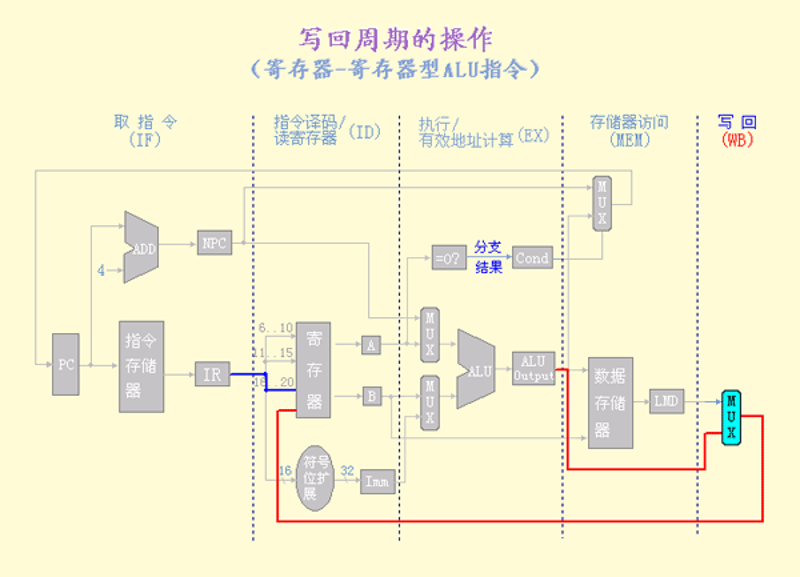 写回周期的操作
(寄存器-寄存器型ALU指令)
取 指 令
(IF)
指令译码/
读寄存器
(ID)
执行/
有效地址计算
(EX)
存储器访问
(MEM)
写 回
(WB)
MUX
ADD
NPC
4
=0?
分支
结果
Cond
PC
指令
存储
器
IR
6..10
11..15
16..20
寄
存
器
A
B
MUX
MUX
ALU
ALU
Output
数据
存储
器
LMD
MUX
16
符号
位扩
展
32
Imm